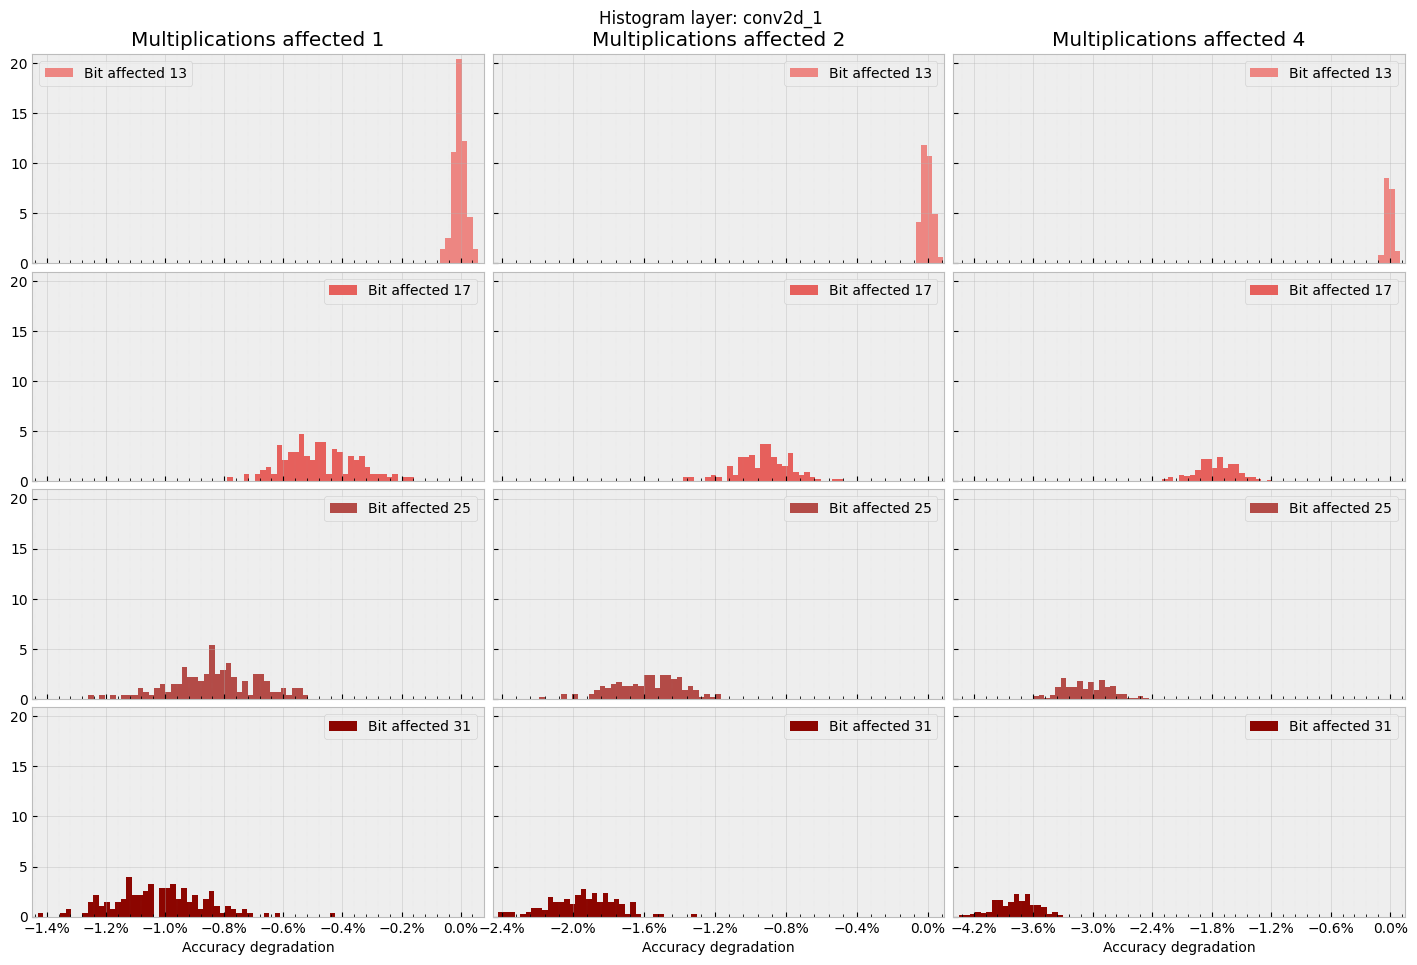 Histogram layer: conv2d_1
Multiplications affected 1 Multiplications affected 2 Multiplications affected 4
20 Bit affected 13 Bit affected 13 Bit affected 13
15
10
5
0
20 Bit affected 17 Bit affected 17 Bit affected 17
15
10
5
0
20 Bit affected 25 Bit affected 25 Bit affected 25
15
10
5
0
20 Bit affected 31 Bit affected 31 Bit affected 31
15
10
5
0
−1.4% −1.2% −1.0% −0.8% −0.6% −0.4% −0.2% 0.0% −2.4% −2.0% −1.6% −1.2% −0.8% −0.4% 0.0% −4.2% −3.6% −3.0% −2.4% −1.8% −1.2% −0.6% 0.0%
Accuracy degradation Accuracy degradation Accuracy degradation